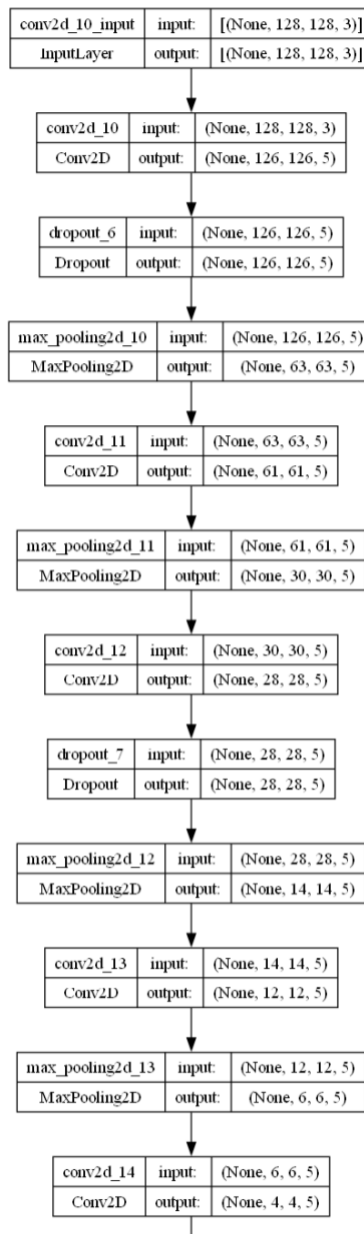 conv2d_10_input input: [(None, 128, 128, 3)]
InputLayer output: [(None, 128, 128, 3)]
conv2d_10 input: (None, 128, 128, 3)
Conv2D output: (None, 126, 126, 5)
dropout_6 input: (None, 126, 126, 5)
Dropout output: (None, 126, 126, 5)
max_pooling2d_10 input: (None, 126, 126, 5)
MaxPooling2D output: (None, 63, 63, 5)
conv2d_11 input: (None, 63, 63, 5)
Conv2D output: (None, 61, 61, 5)
max_pooling2d_11 input: (None, 61, 61, 5)
MaxPooling2D output: (None, 30, 30, 5)
conv2d_12 input: (None, 30, 30, 5)
Conv2D output: (None, 28, 28, 5)
dropout_7 input: (None, 28, 28, 5)
Dropout output: (None, 28, 28, 5)
max_pooling2d_12 input: (None, 28, 28, 5)
MaxPooling2D output: (None, 14, 14, 5)
conv2d_13 input: (None, 14, 14, 5)
Conv2D output: (None, 12, 12, 5)
max_pooling2d_13 input: (None, 12, 12, 5)
MaxPooling2D output: (None, 6, 6, 5)
conv2d_14 input: (None, 6, 6, 5)
Conv2D output: (None, 4, 4, 5)